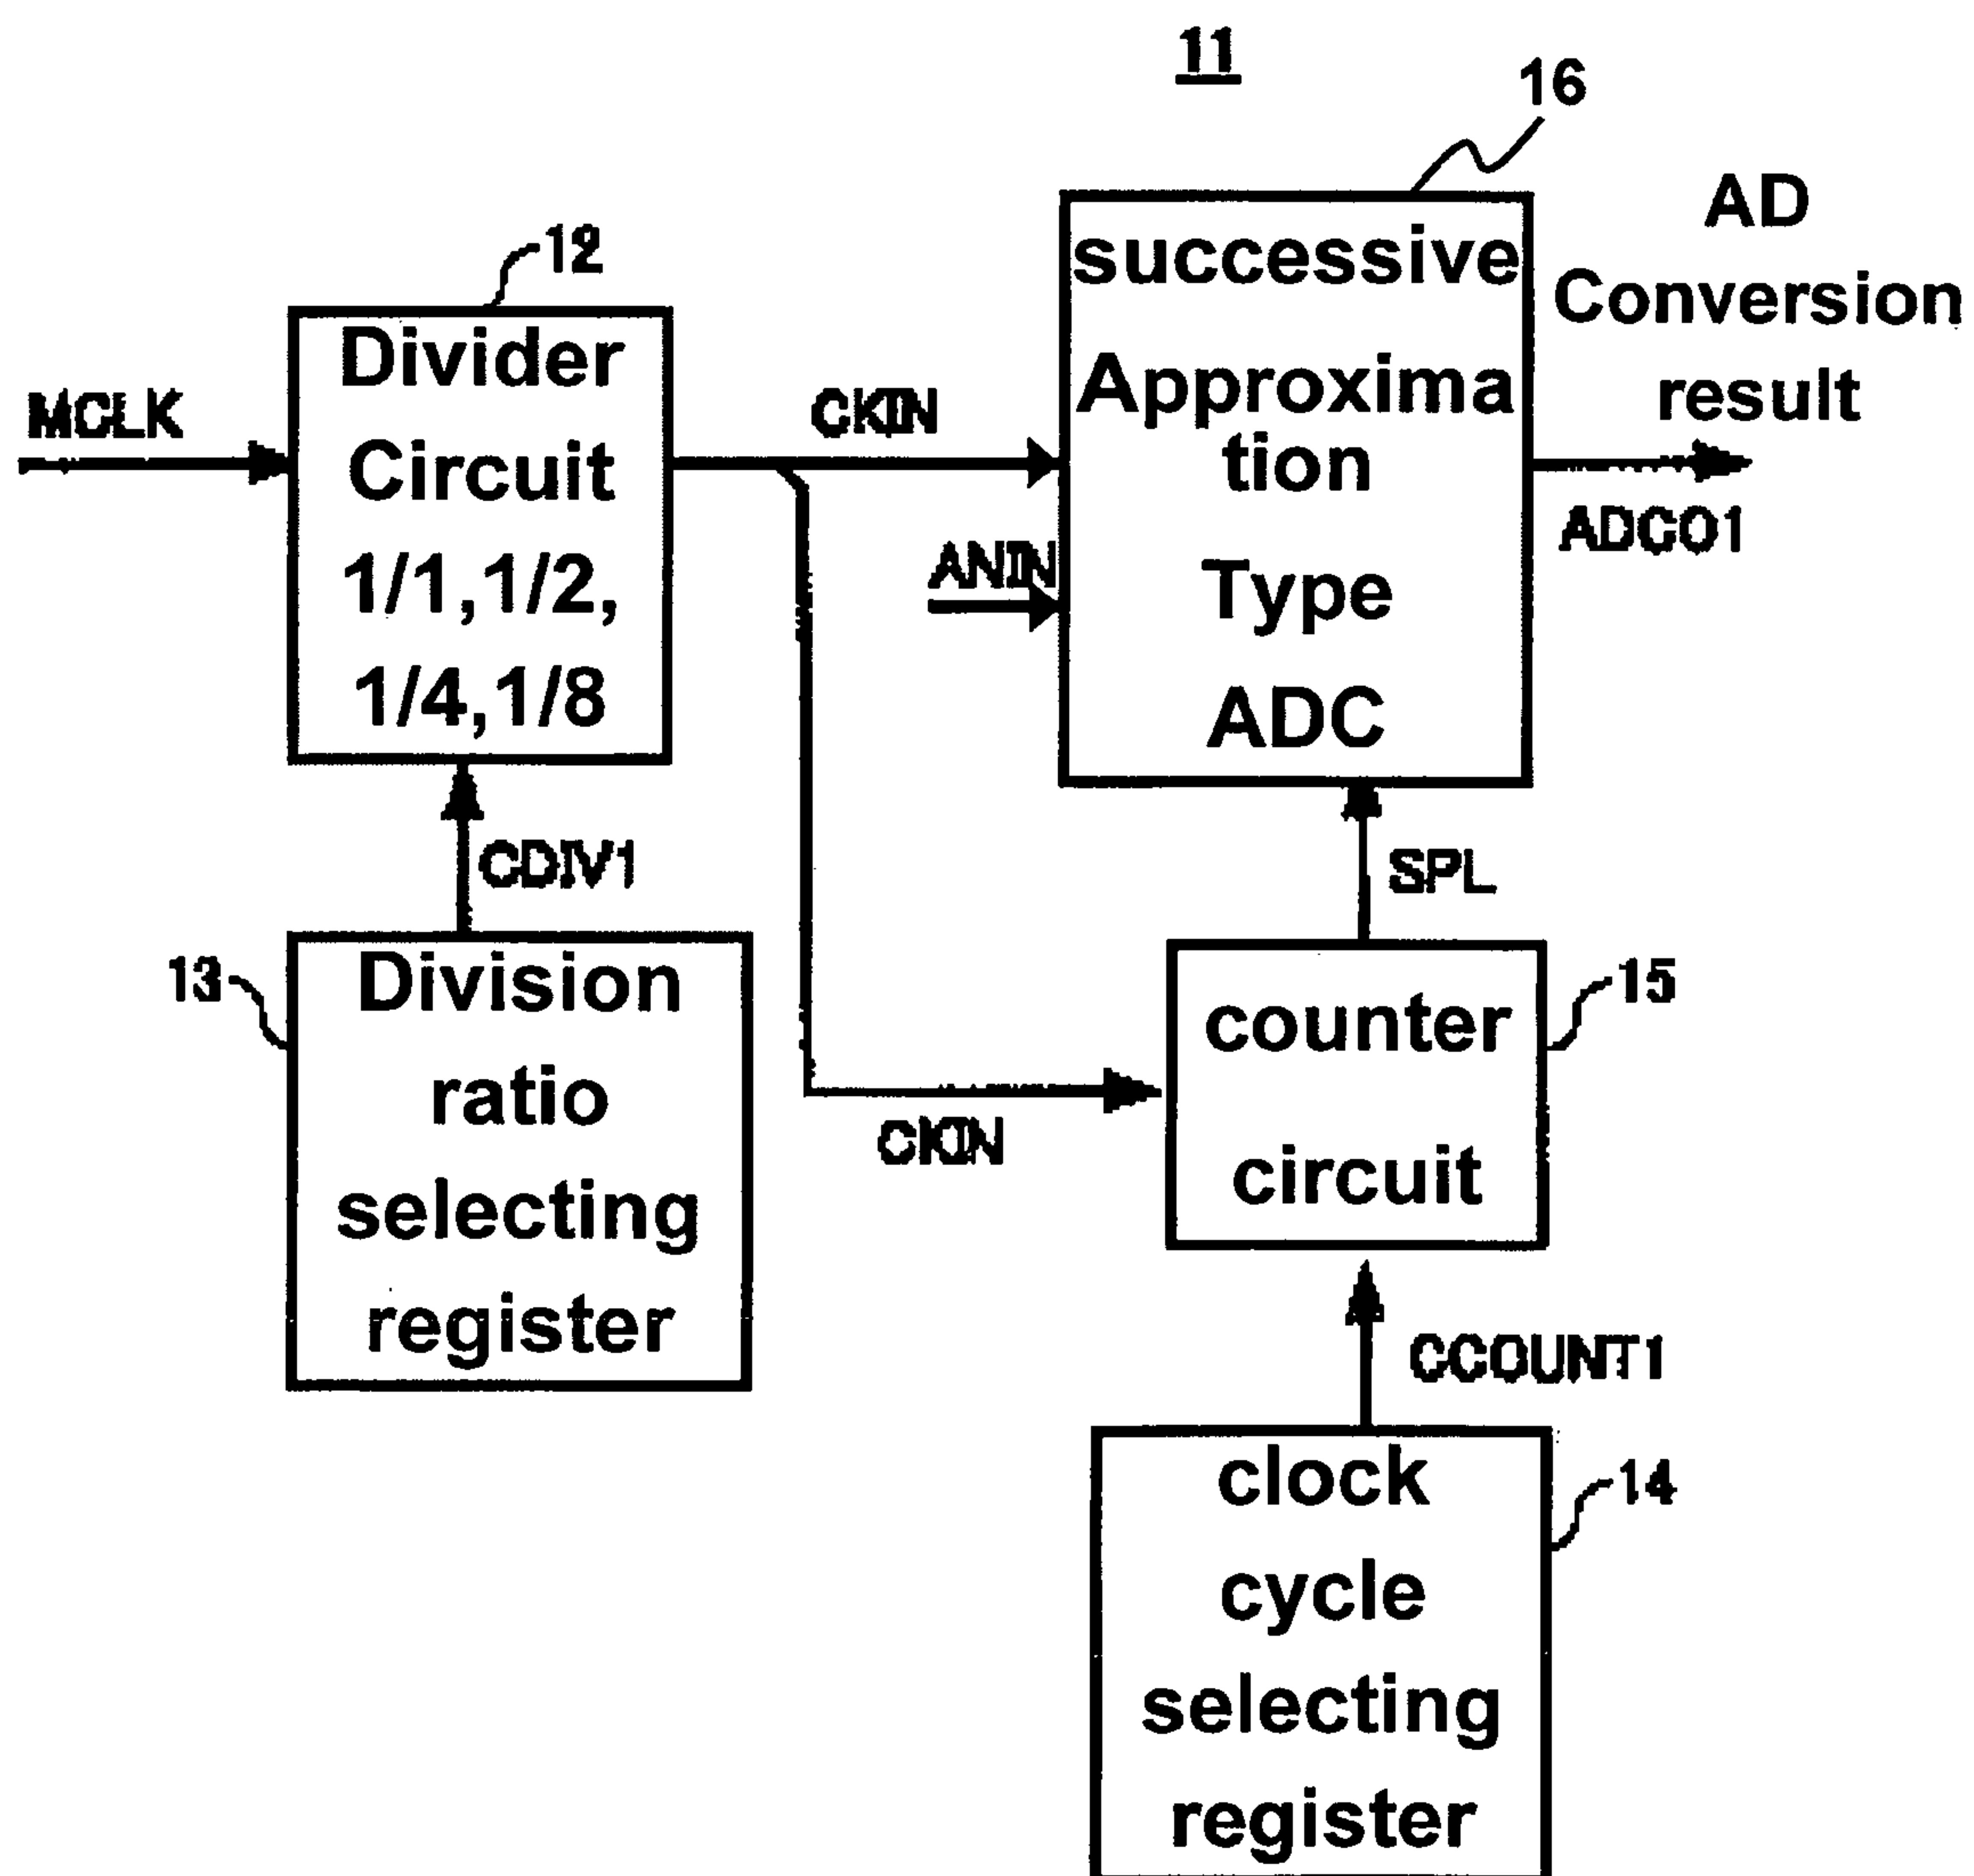 11
16
12
Divider
Circuit
1/1,1/2,
1/4,1/8
MCLK
CKIN
ANIN
successive
Approxima
tion
Type
ADC
AD
Conversion
result
ADCO1
CDIV1
SPL
13
Division
ratio
selecting
register
CKIN
15
counter
circuit
CCOUNT1
14
clock
cycle
selecting
register